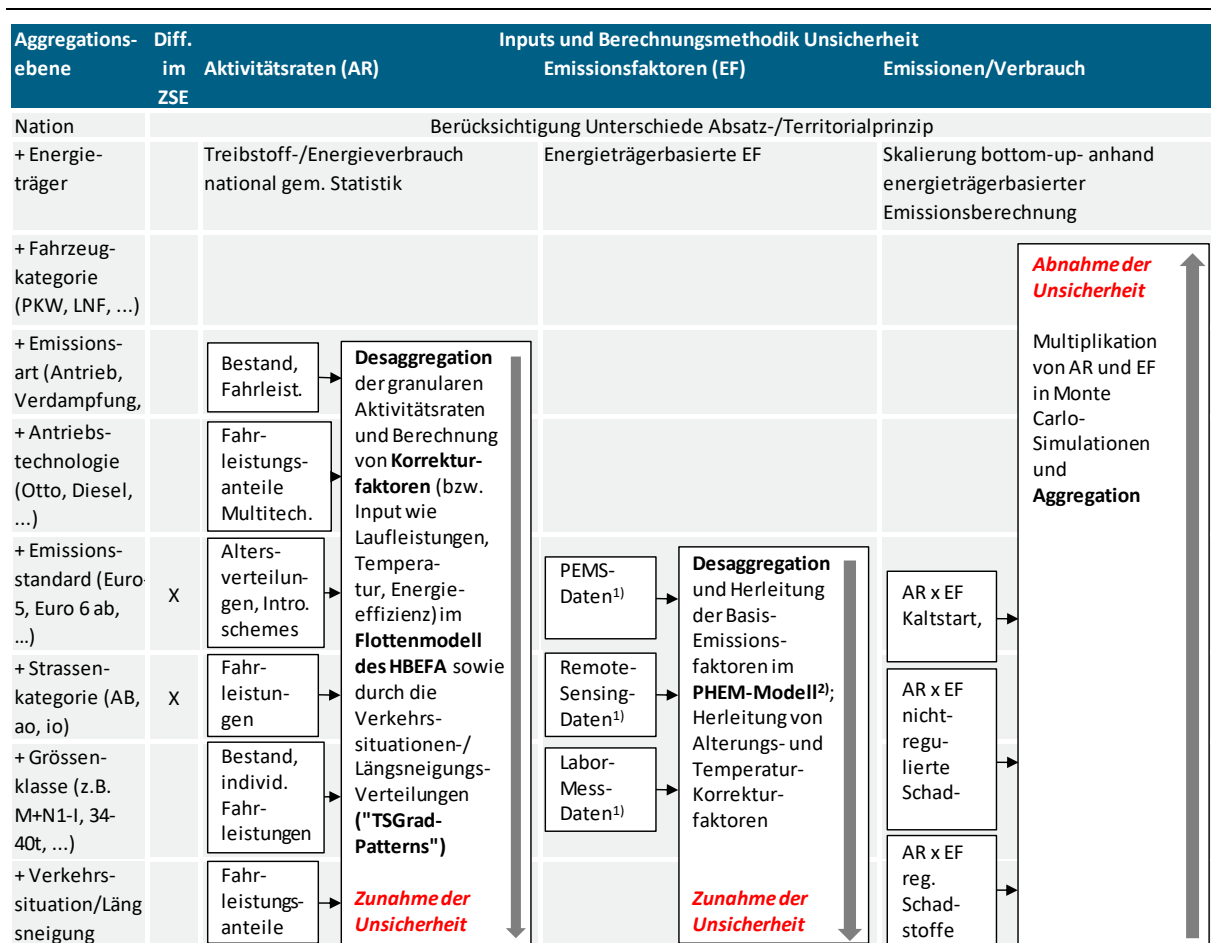 Aggregations-
ebene
Diff.
im
ZSE
Inputs und Berechnungsmethodik Unsicherheit
Aktivitätsraten (AR)
Emissionsfaktoren (EF)
Emissionen/Verbrauch
Nation
Berücksichtigung Unterschiede Absatz-/Territorialprinzip
+ Energie-
träger
Treibstoff-/Energieverbrauch
national gem. Statistik
Energieträgerbasierte EF
Skalierung bottom-up- anhand
energieträgerbasierter
Emissionsberechnung
+ Fahrzeug-
kategorie
(PKW, LNF, ...)
+ Emissions-
art (Antrieb,
Verdampfung,
+ Antriebs-
technologie
(Otto, Diesel,
...)
+ Emissions-
standard (Euro
5, Euro 6 ab,
...)
X
+ Strassen-
kategorie (AB,
ao, io)
X
+ Grössen-
klasse (z.B.
M+N1-I, 34-
40t, ...)
+ Verkehrs-
situation/Läng
sneigung
Bestand,
Fahrleist.
Fahr-
leistungs-
anteile
Multitech.
Alters-
verteilun-
gen, Intro.
schemes
Fahr-
leistun-
gen
Bestand,
individ.
Fahr-
leistungen
Fahr-
leistungs-
anteile
Desaggregation
der granularen
Aktivitätsraten
und Berechnung
von Korrektur-
faktoren (bzw.
Input wie
Laufleistungen,
Tempera-
tur, Energie-
effizienz) im
Flottenmodell
des HBEFA sowie
durch die
Verkehrs-
situationen-/
Längsneigungs-
Verteilungen
("TSGrad-
Patterns")
Zunahme der
Unsicherheit
PEMS-
Daten1)
Remote-
Sensing-
Daten1)
Labor-
Mess-
Daten1)
Desaggregation
und Herleitung
der Basis-
Emissions-
faktoren im
PHEM-Modell2);
Herleitung von
Alterungs- und
Temperatur-
Korrektur-
faktoren
Zunahme der
Unsicherheit
AR x EF
Kaltstart,
AR x EF
nicht-
regu-
lierte
Schad-
AR x EF
reg.
Schad-
stoffe
Abnahme der
Unsicherheit
Multiplikation
von AR und EF
in Monte
Carlo-
Simulationen
und
Aggregation